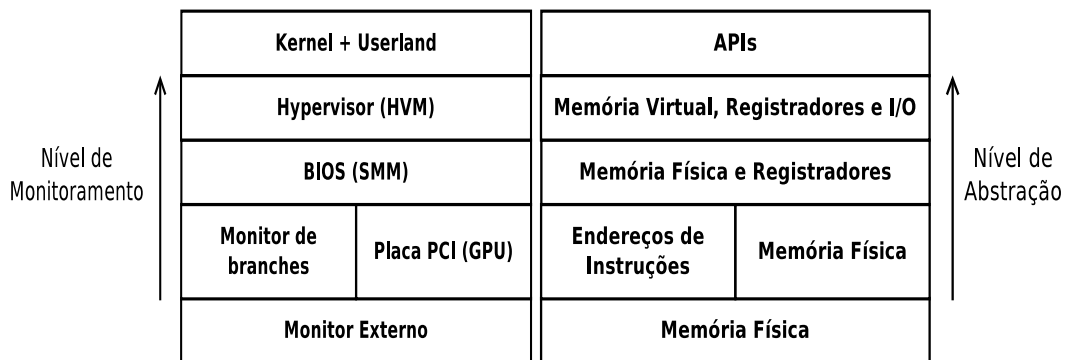 Kernel + Userland
APIs
Hypervisor (HVM)
Memória Virtual, Registradores e I/O
Nível de
Monitoramento
BIOS (SMM)
Memória Física e Registradores
Nível de
Abstração
Monitor de
branches
Placa PCI (GPU)
Endereços de
Instruções
Memória Física
Monitor Externo
Memória Física